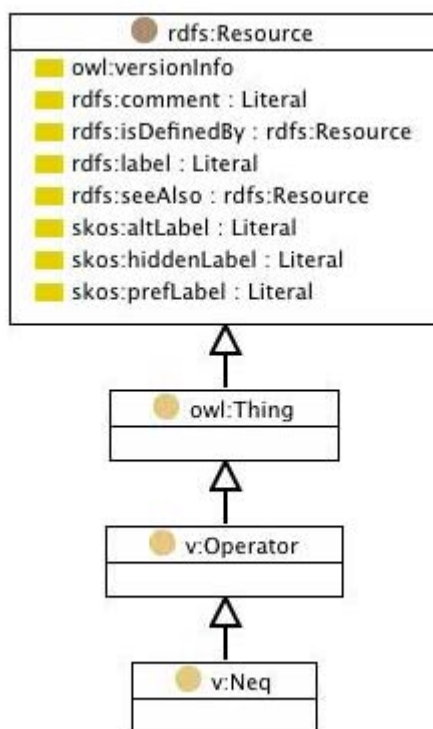 rdfs:Resource
owl:versionInfo
rdfs:comment : Literal
rdfs:isDefinedBy : rdfs:Resource
rdfs:label : Literal
rdfs:seeAlso : rdfs:Resource
skos:altLabel : Literal
skos:hiddenLabel : Literal
skos:prefLabel : Literal
owl:Thing
v:Operator
v:Neq